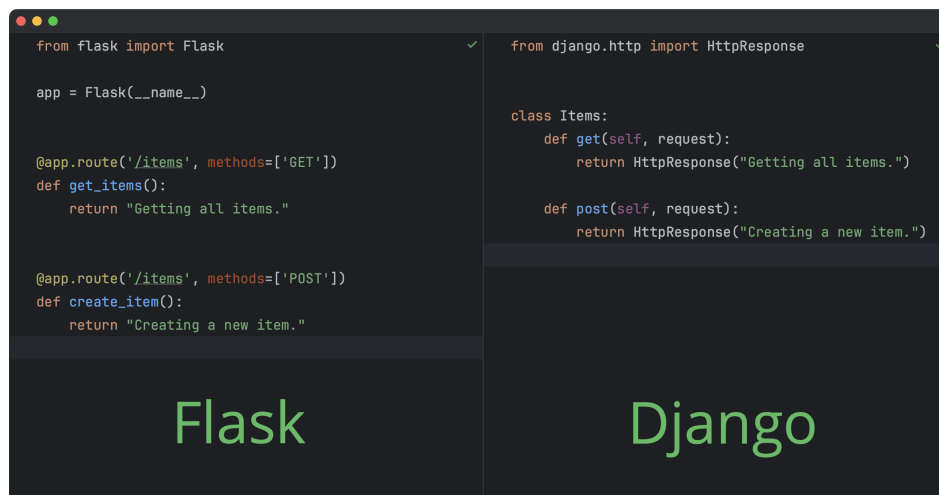 from flask import Flask
app = Flask(__name__)
@app.route('/items', methods=['GET'])
def get_items():
    return "Getting all items."
@app.route('/items', methods=['POST'])
def create_item():
    return "Creating a new item."
Flask
from django.http import HttpResponse
class Items:
    def get(self, request):
        return HttpResponse("Getting all items.")
    def post(self, request):
        return HttpResponse("Creating a new item.")
Django